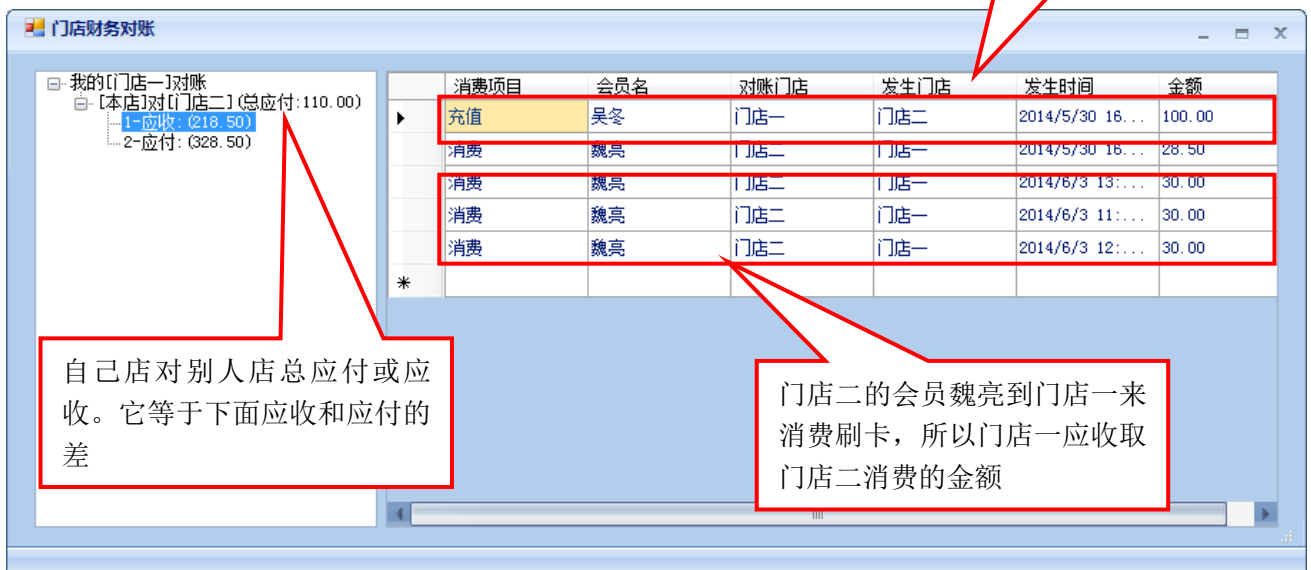 门店财务对账
我的[门店一]对账
[本店]对[门店二](总应付:110.00)
1-应收:(218.50)
2-应付:(328.50)
消费项目 会员名 对账门店 发生门店 发生时间 金额
充值 吴冬 门店一 门店二 2014/5/30 16... 100.00
消费 魏亮 门店二 门店一 2014/5/30 16... 28.50
消费 魏亮 门店二 门店一 2014/6/3 13:... 30.00
消费 魏亮 门店二 门店一 2014/6/3 11:... 30.00
消费 魏亮 门店二 门店一 2014/6/3 12:... 30.00
自己店对别人店总应付或应
收。它等于下面应收和应付的
差
门店二的会员魏亮到门店一来
消费刷卡，所以门店一应收取
门店二消费的金额